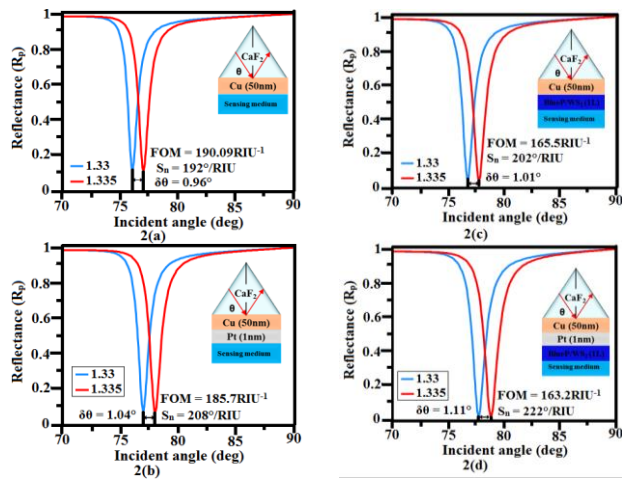 1
0.8
0.6
0.4
0.2
0
Reflectance (Rp)
CaF2
θ
Cu (50nm)
Sensing medium
FOM = 190.09RIU-1
Sn = 192°/RIU
δθ = 0.96°
1.33
1.335
70 75 80 85 90
Incident angle (deg)
2(a)
1
0.8
0.6
0.4
0.2
0
Reflectance (Rp)
CaF2
θ
Cu (50nm)
BlueP/WS2 (1L)
Sensing medium
FOM = 165.5RIU-1
Sn = 202°/RIU
δθ = 1.01°
1.33
1.335
70 75 80 85 90
Incident angle (deg)
2(c)
1
0.8
0.6
0.4
0.2
0
Reflectance (Rp)
CaF2
θ
Cu (50nm)
Pt (1nm)
Sensing medium
1.33
1.335
FOM = 185.7RIU-1
δθ = 1.04°
Sn = 208°/RIU
70 75 80 85 90
Incident angle (deg)
2(b)
1
0.8
0.6
0.4
0.2
0
Reflectance (Rp)
CaF2
θ
Cu (50nm)
Pt (1nm)
BlueP/WS2 (1L)
Sensing medium
1.33
1.335
FOM = 163.2RIU-1
δθ = 1.11°
Sn = 222°/RIU
70 75 80 85 90
Incident angle (deg)
2(d)